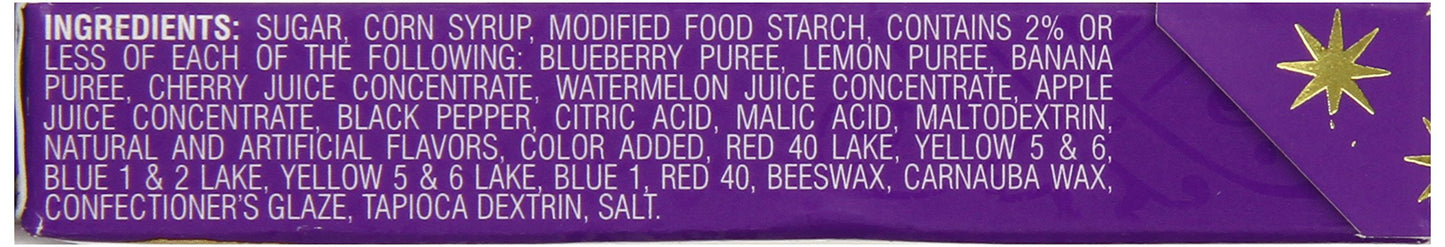 INGREDIENTS: SUGAR, CORN SYRUP, MODIFIED FOOD STARCH, CONTAINS 2% OR
LESS OF EACH OF THE FOLLOWING: BLUEBERRY PUREE, LEMON PUREE, BANANA
PUREE, CHERRY JUICE CONCENTRATE, WATERMELON JUICE CONCENTRATE, APPLE
JUICE CONCENTRATE, BLACK PEPPER, CITRIC ACID, MALIC ACID, MALTODEXTRIN,
NATURAL AND ARTIFICIAL FLAVORS, COLOR ADDED, RED 40 LAKE, YELLOW 5 & 6,
BLUE 1 & 2 LAKE, YELLOW 5 & 6 LAKE, BLUE 1, RED 40, BEESWAX, CARNAUBA WAX,
CONFECTIONER'S GLAZE, TAPIOCA DEXTRIN, SALT.